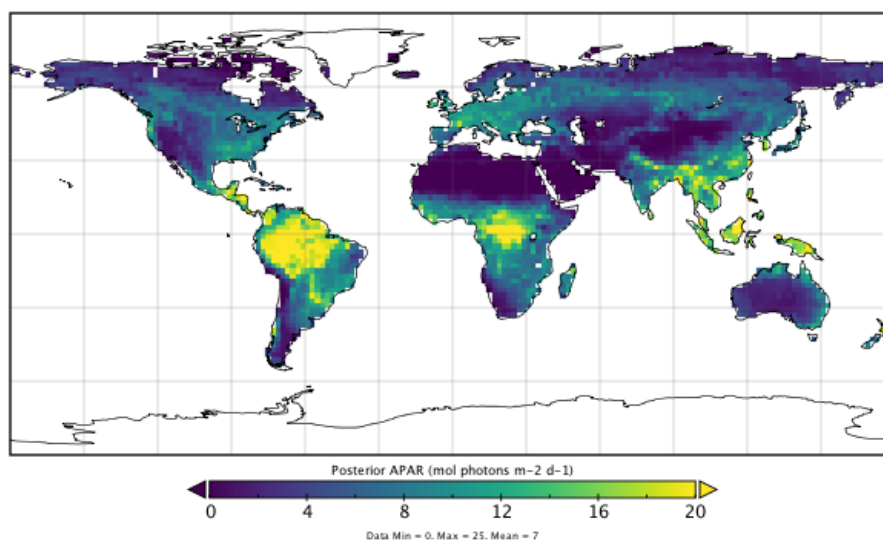 Posterior APAR (mol photons m-2 d-1)
0 4 8 12 16 20
Data Min = 0, Max = 25, Mean = 7